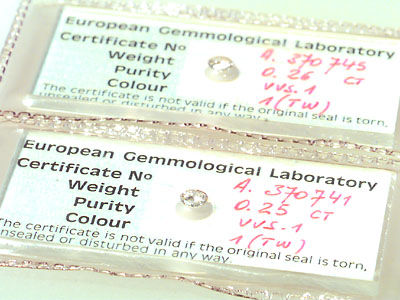 European Gemmological Laboratory
Certificate Nº A. 370745
Weight 0.26 CT
Purity VVS.1
Colour 1 (TW)
The certificate is not valid if the original seal is torn,
unsealed or disturbed in any way.
European Gemmological Laboratory
Certificate Nº A. 370741
Weight 0.25 CT
Purity VVS.1
Colour 1 (TW)
The certificate is not valid if the original seal is torn.
unsealed or disturbed in any way.